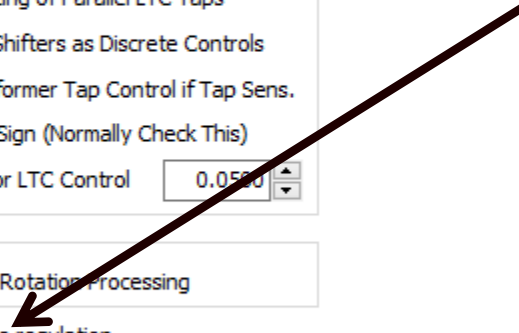 ing of Parallel LTC Taps
Shifters as Discrete Controls
former Tap Control if Tap Sens.
Sign (Normally Check This)
or LTC Control 0.0500
Rotation Processing
regulation